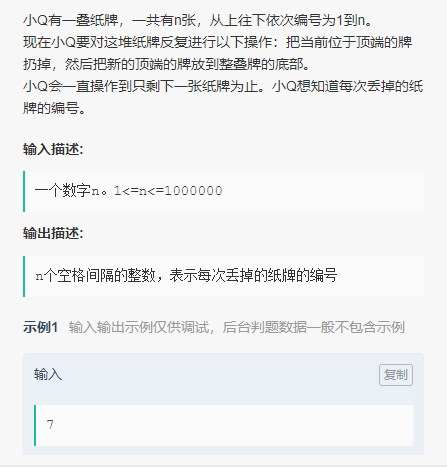 小Q有一叠纸牌，一共有n张，从上往下依次编号为1到n。
现在小Q要对这堆纸牌反复进行以下操作：把当前位于顶端的牌
扔掉，然后把新的顶端的牌放到整叠牌的底部。
小Q会一直操作到只剩下一张纸牌为止。小Q想知道每次丢掉的纸
牌的编号。
输入描述:
一个数字n。1<=n<=1000000
输出描述:
n个空格间隔的整数，表示每次丢掉的纸牌的编号
示例1 输入输出示例仅供调试，后台判题数据一般不包含示例
输入 复制
7